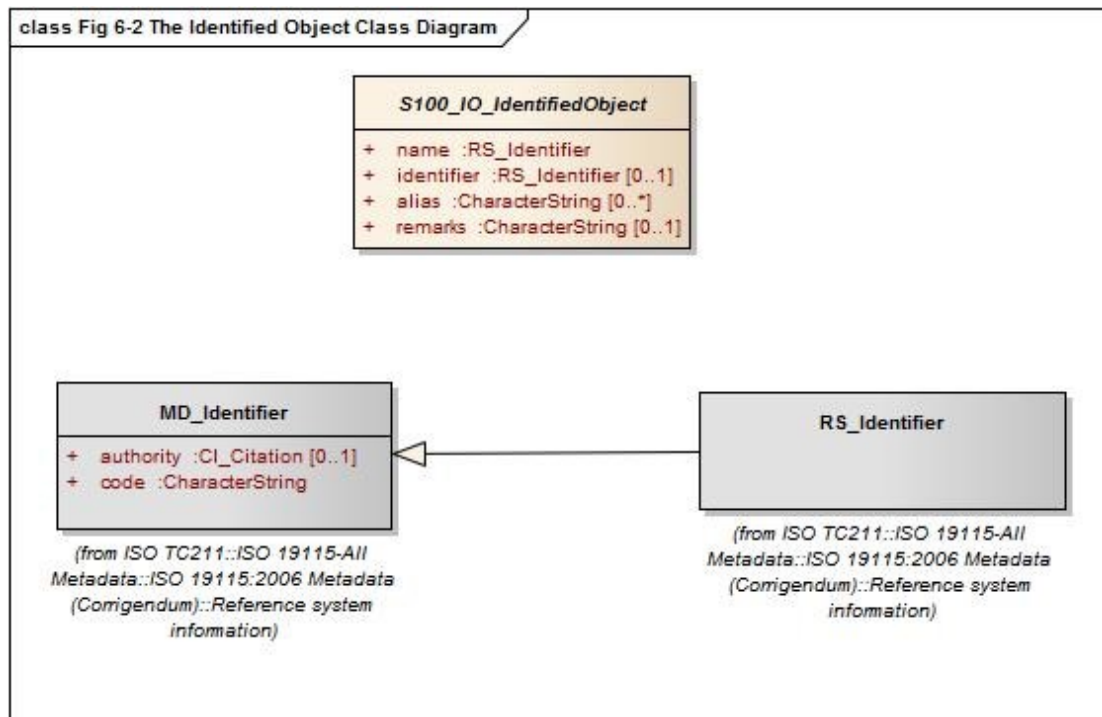 class Fig 6-2 The Identified Object Class Diagram
S100_IO_IdentifiedObject
+ name :RS_Identifier
+ identifier :RS_Identifier [0..1]
+ alias :CharacterString [0..*]
+ remarks :CharacterString [0..1]
MD_Identifier
+ authority :CI_Citation [0..1]
+ code :CharacterString
(from ISO TC211::ISO 19115-All
Metadata::ISO 19115:2006 Metadata
(Corrigendum)::Reference system
information)
RS_Identifier
(from ISO TC211::ISO 19115-All
Metadata::ISO 19115:2006 Metadata
(Corrigendum)::Reference system
information)